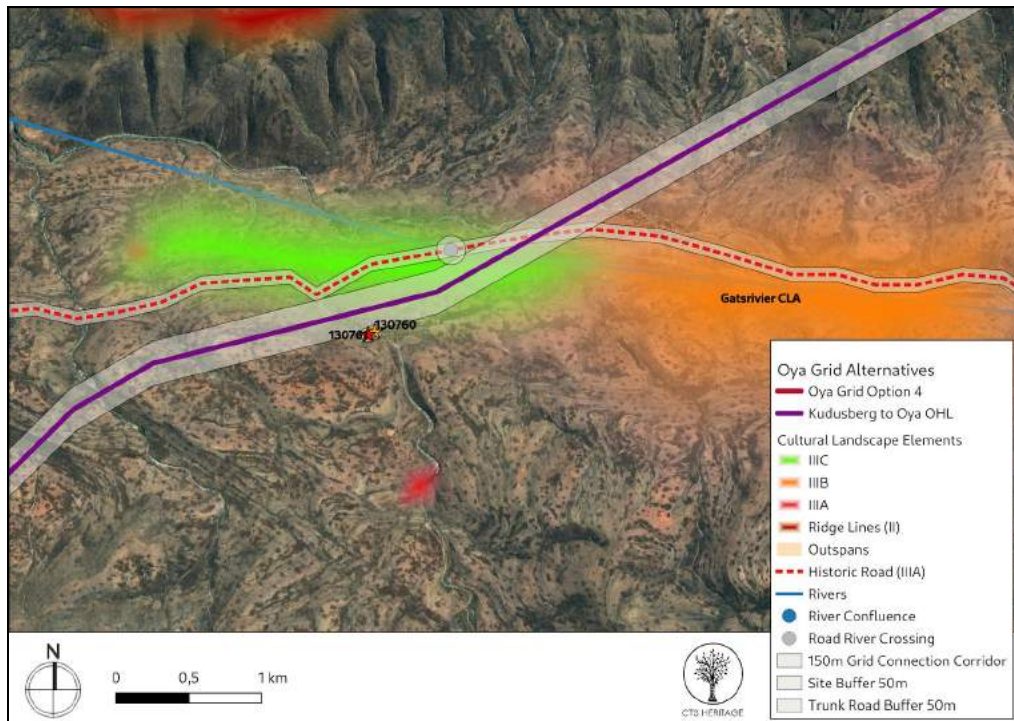 130760
13076
Gatsrivier CLA
Oya Grid Alternatives
Oya Grid Option 4
Kudusberg to Oya OHL
Cultural Landscape Elements
IIIC
IIIB
IIIA
Ridge Lines (II)
Outspans
Historic Road (IIIA)
Rivers
River Confluence
Road River Crossing
150m Grid Connection Corridor
Site Buffer 50m
Trunk Road Buffer 50m
N
0 0,5 1 km
CTS HERITAGE